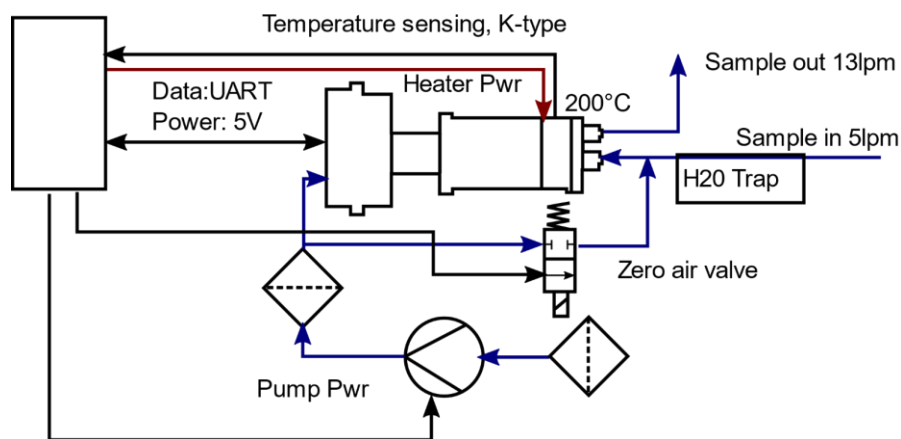 Temperature sensing, K-type
Heater Pwr
200°C
Sample out 13lpm
Data:UART
Power: 5V
Sample in 5lpm
H20 Trap
Zero air valve
Pump Pwr